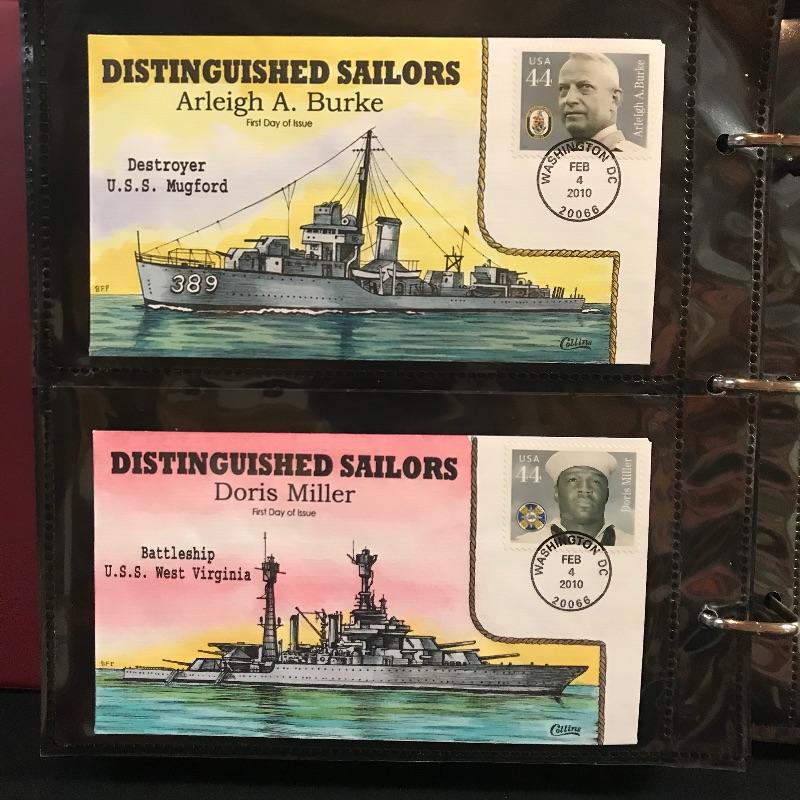 DISTINGUISHED SAILORS
Arleigh A. Burke
First Day of Issue
Destroyer
U.S.S. Mugford
389
BFP
Collins
USA
44
Arleigh A. Burke
WASHINGTON DC
FEB
4
2010
20066
DISTINGUISHED SAILORS
Doris Miller
First Day of Issue
Battleship
U.S.S. West Virginia
BFP
Collins
USA
44
Doris Miller
WASHINGTON DC
FEB
4
2010
20066